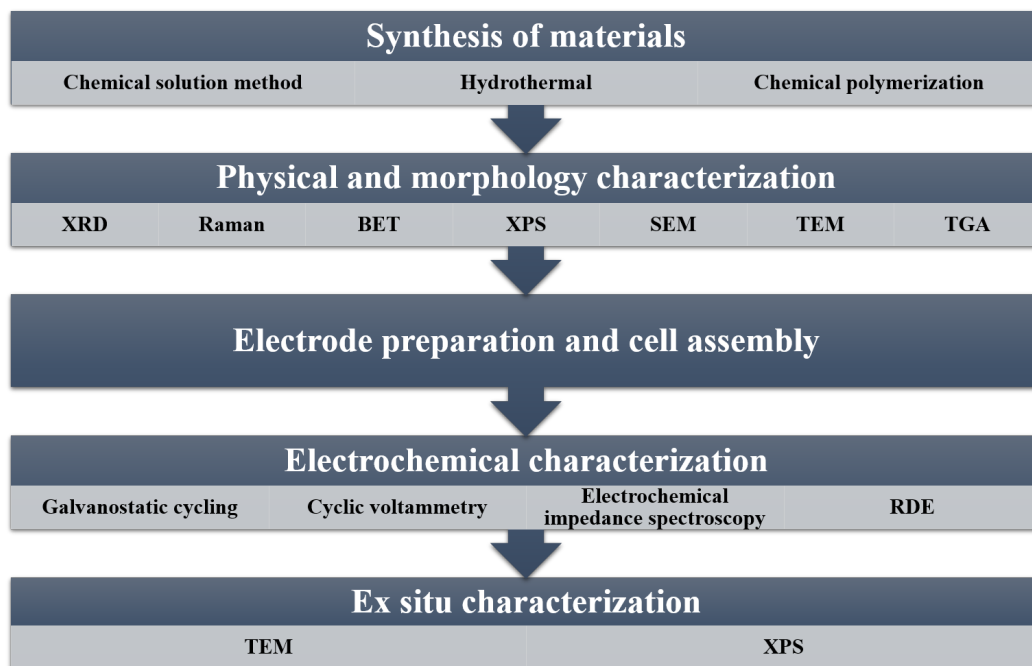 Synthesis of materials
Chemical solution method Hydrothermal Chemical polymerization
Physical and morphology characterization
XRD Raman BET XPS SEM TEM TGA
Electrode preparation and cell assembly
Electrochemical characterization
Galvanostatic cycling Cyclic voltammetry Electrochemical
impedance spectroscopy RDE
Ex situ characterization
TEM XPS